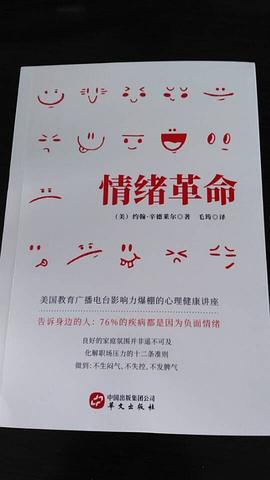 情绪革命
（美）约翰·辛德莱尔 著 毛筠 译
美国教育广播电台影响力爆棚的心理健康讲座
告诉身边的人：76%的疾病都是因为负面情绪
良好的家庭氛围并非遥不可及
化解职场压力的十二条准则
做到：不生闷气、不失控、不发脾气
中国出版集团公司
华文出版社